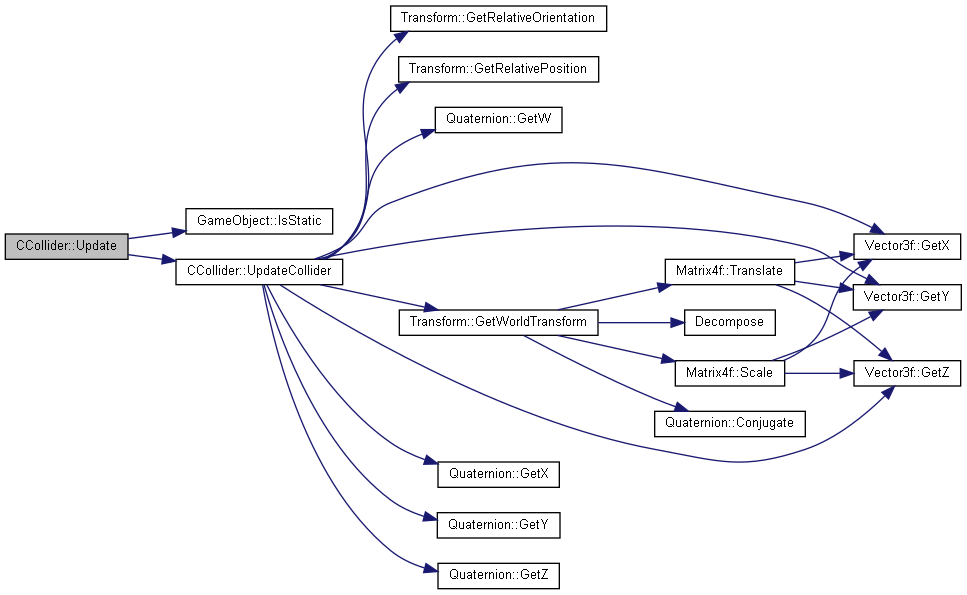 Transform::GetRelativeOrientation
Transform::GetRelativePosition
Quaternion::GetW
GameObject::IsStatic
CCollider::Update
Vector3f::GetX
CCollider::UpdateCollider
Matrix4f::Translate
Vector3f::GetY
Transform::GetWorldTransform
Decompose
Matrix4f::Scale
Vector3f::GetZ
Quaternion::Conjugate
Quaternion::GetX
Quaternion::GetY
Quaternion::GetZ